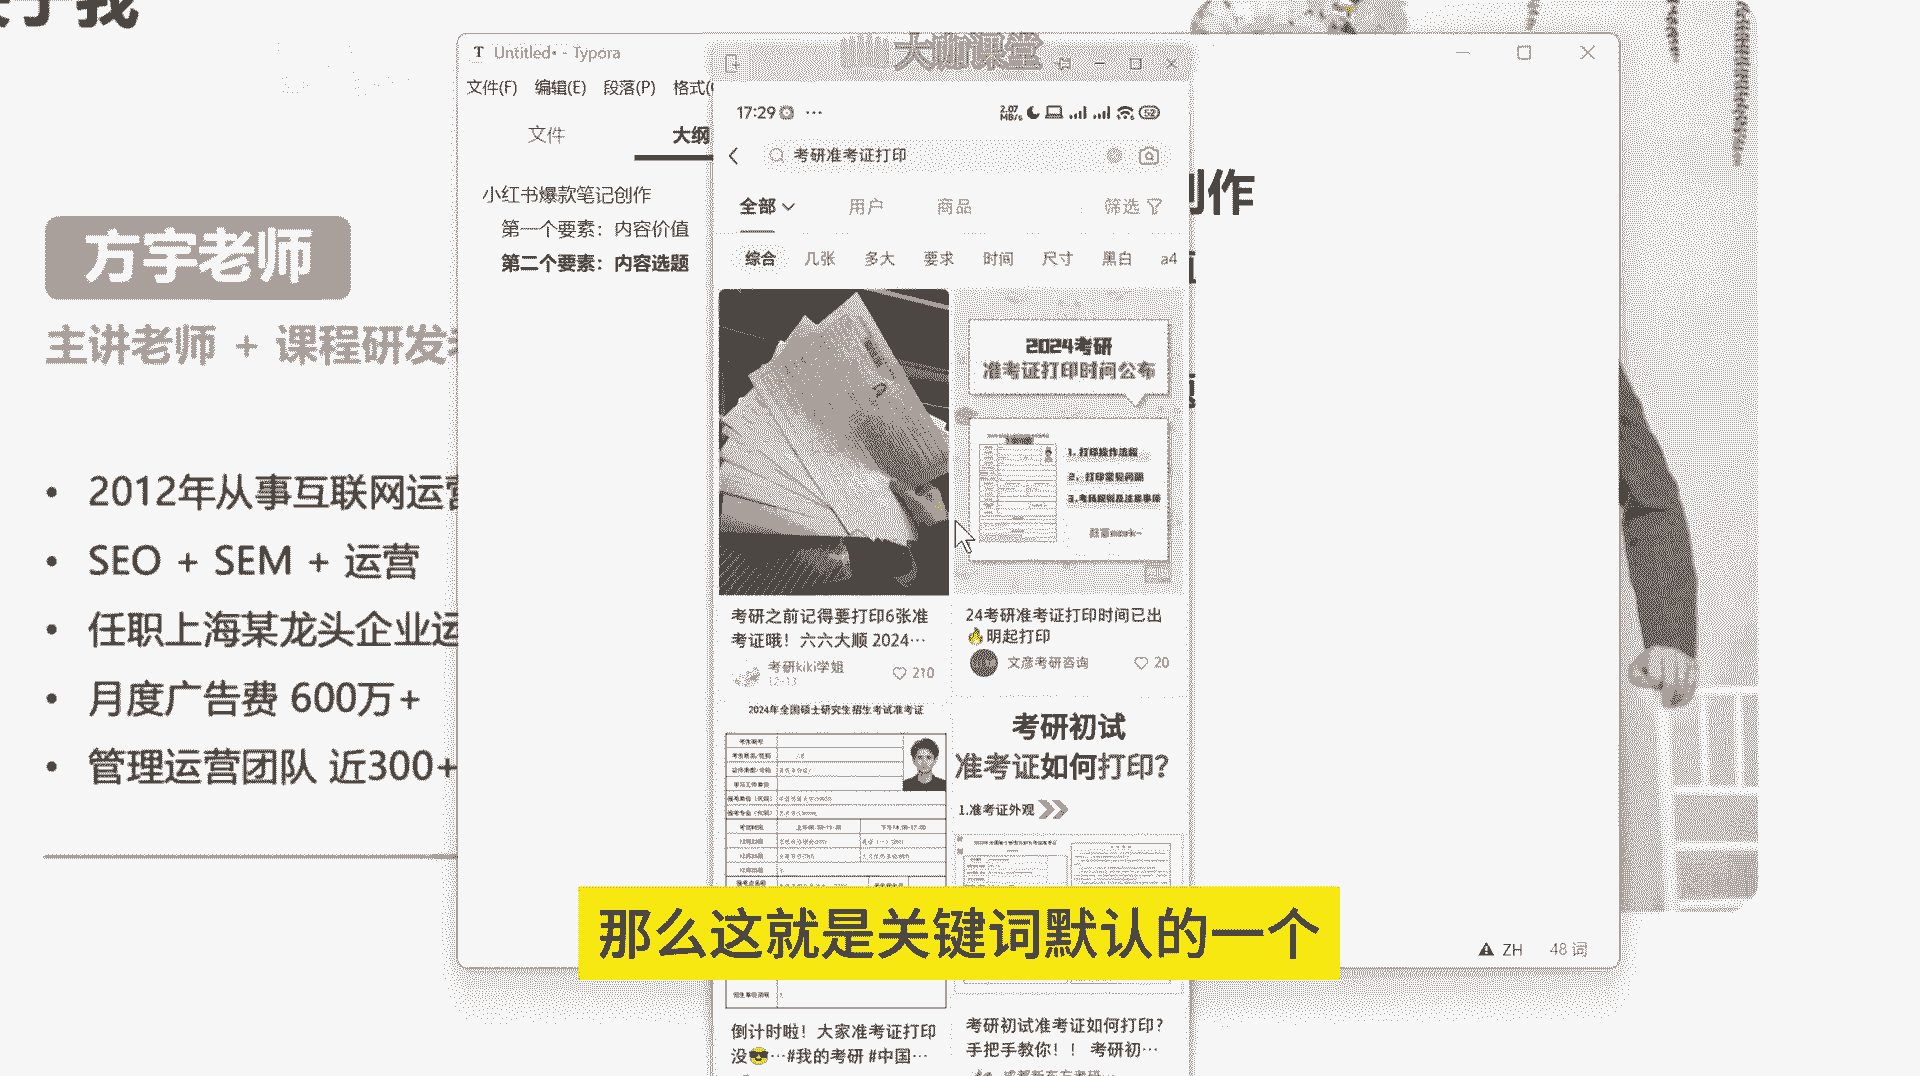 关于我
方宇老师
主讲老师 + 课程研发老
• 2012年从事互联网运营
• SEO + SEM + 运营
• 任职上海某龙头企业运
• 月度广告费 600万+
• 管理运营团队 近300+
T Untitled• - Typora
文件(F) 编辑(E) 段落(P) 格式(
文件 大纲
小红书爆款笔记创作
第一个要素：内容价值
第二个要素：内容选题
创作
大咖课堂
17:29
2.07 MB/s
52
考研准考证打印
全部 用户 商品 筛选
综合 几张 多大 要求 时间 尺寸 黑白 a4
2024考研
准考证打印时间公布
1. 打印操作流程
2. 打印常见问题
3.考场规则及注意事项
考研之前记得要打印6张准
考证哦！六六大顺 2024…
考研kiki学姐
12-13
210
24考研准考证打印时间已出
🔥明起打印
文彦考研咨询
20
2024年全国硕士研究生招生考试准考证
考研初试
准考证如何打印？
1.准考证外观
那么这就是关键词默认的一个
倒计时啦！大家准考证打印
没😎…#我的考研 #中国…
考研初试准考证如何打印？
手把手教你！！ 考研初…
成都新东方考研…
ZH 48 词